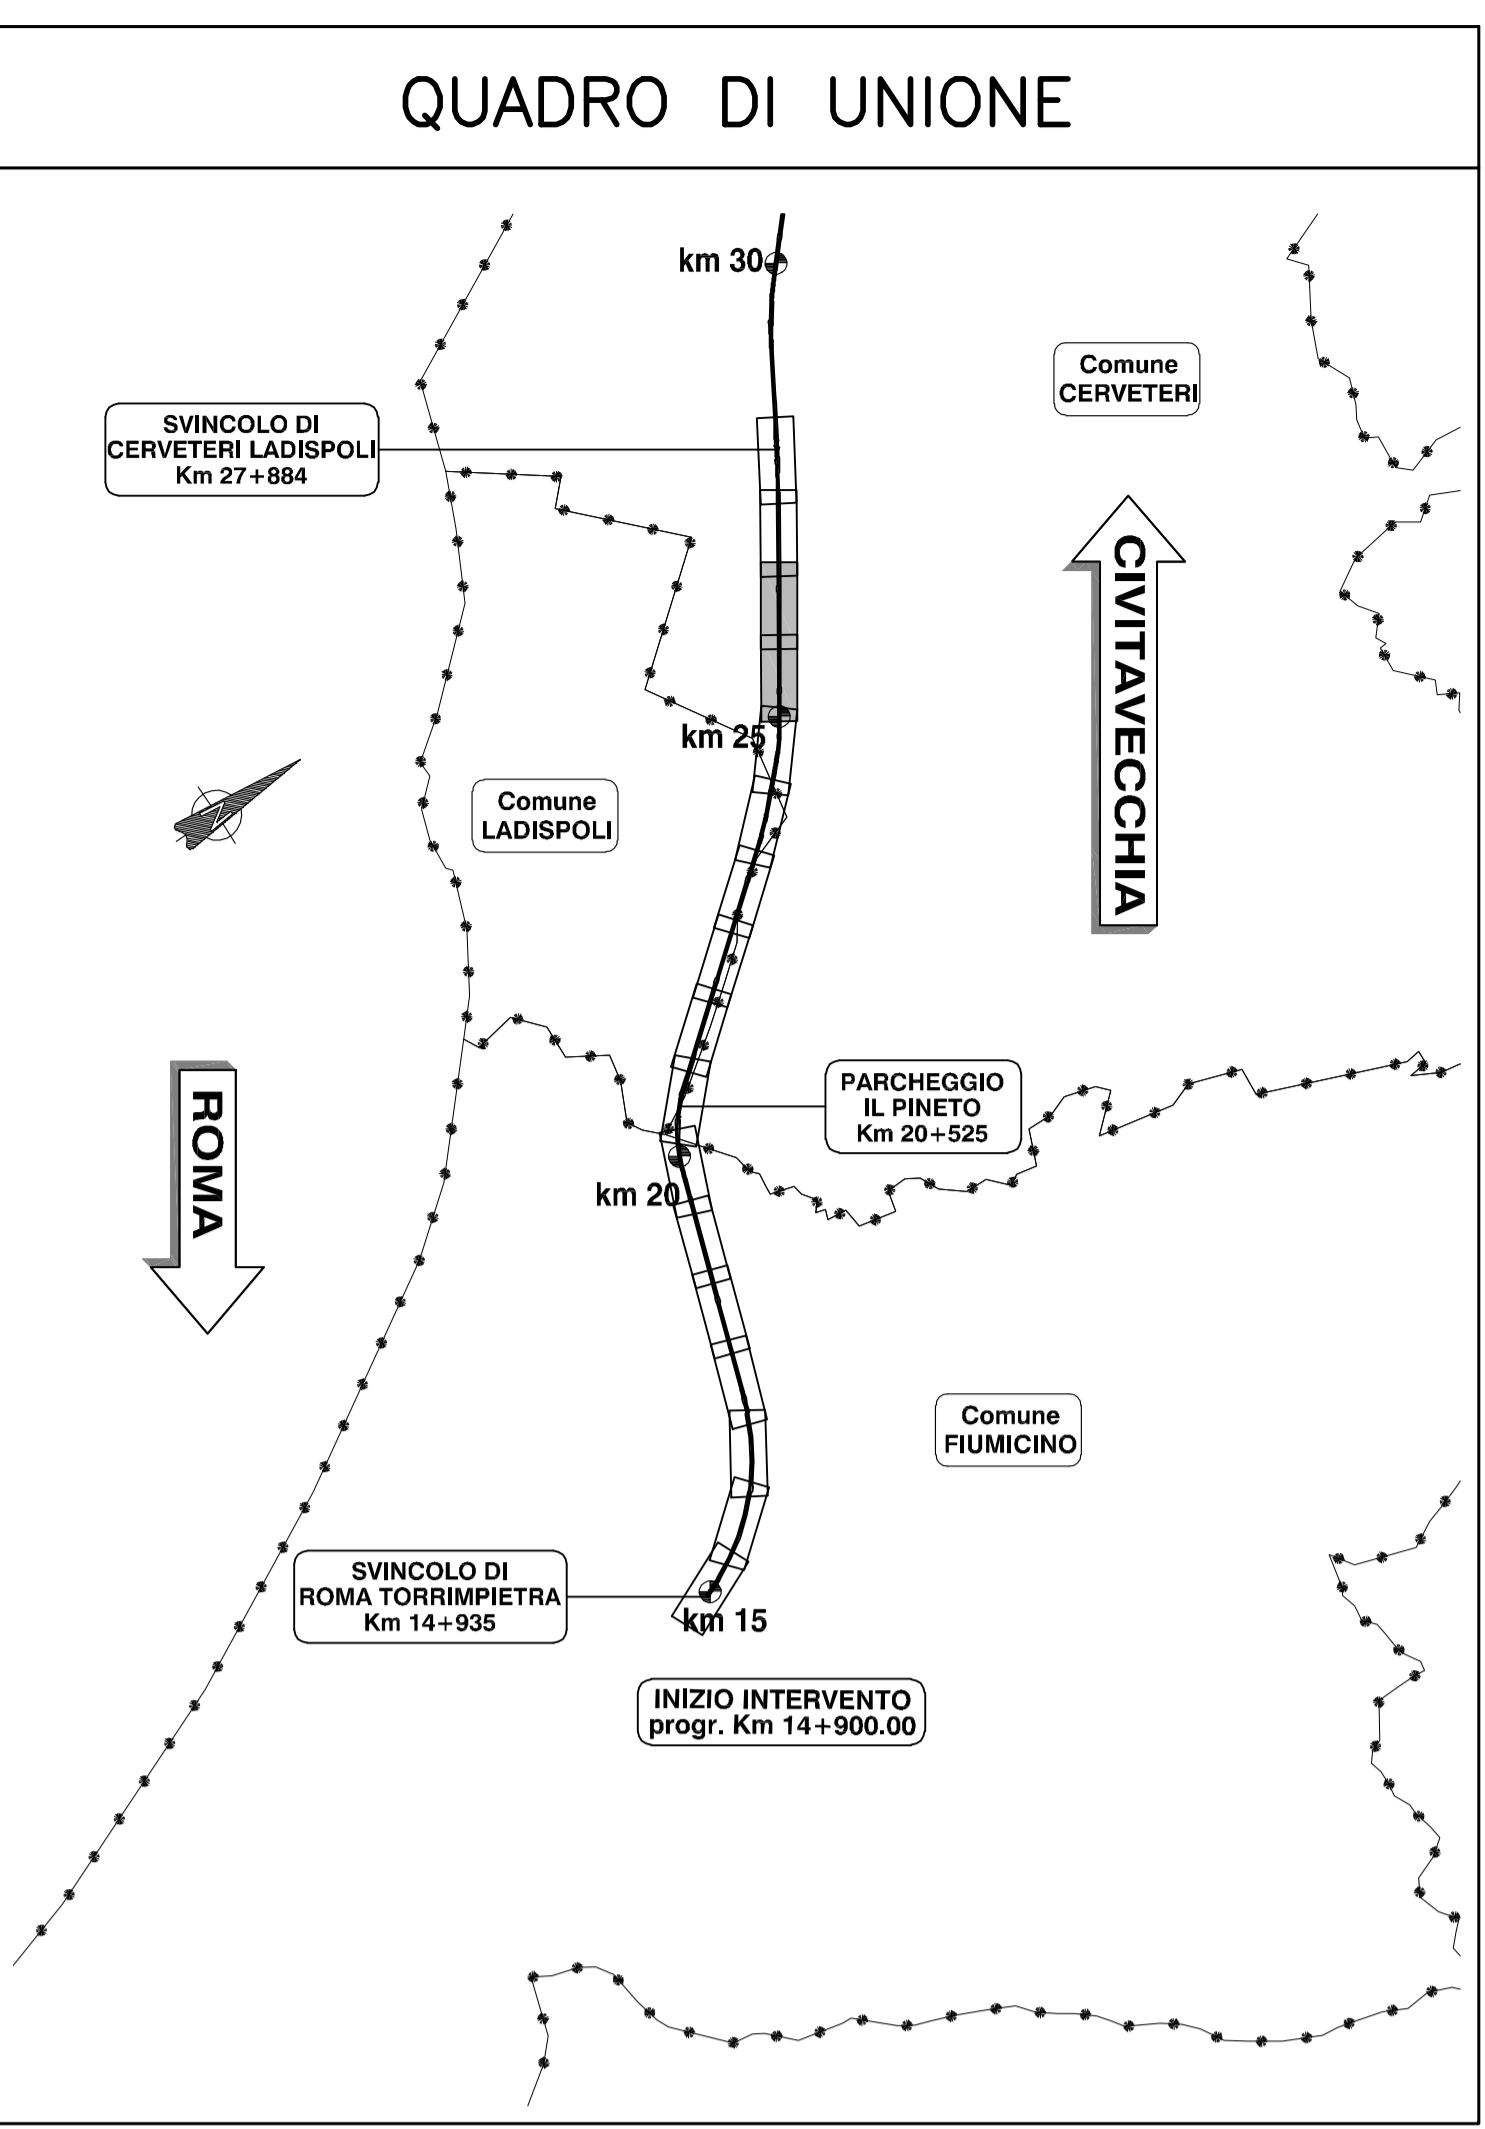 QUADRO DI UNIONE
km 30
Comune
CERVETERI
SVINCOLO DI
CERVETERI LADISPOLI
Km 27+884
CIVITAVECCHIA
km 25
Comune
LADISPOLI
Z
ROMA
PARCHEGGIO
IL PINETO
Km 20+525
km 20
Comune
FIUMICINO
SVINCOLO DI
ROMA TORRIMPIETRA
Km 14+935
km 15
INIZIO INTERVENTO
progr. Km 14+900.00